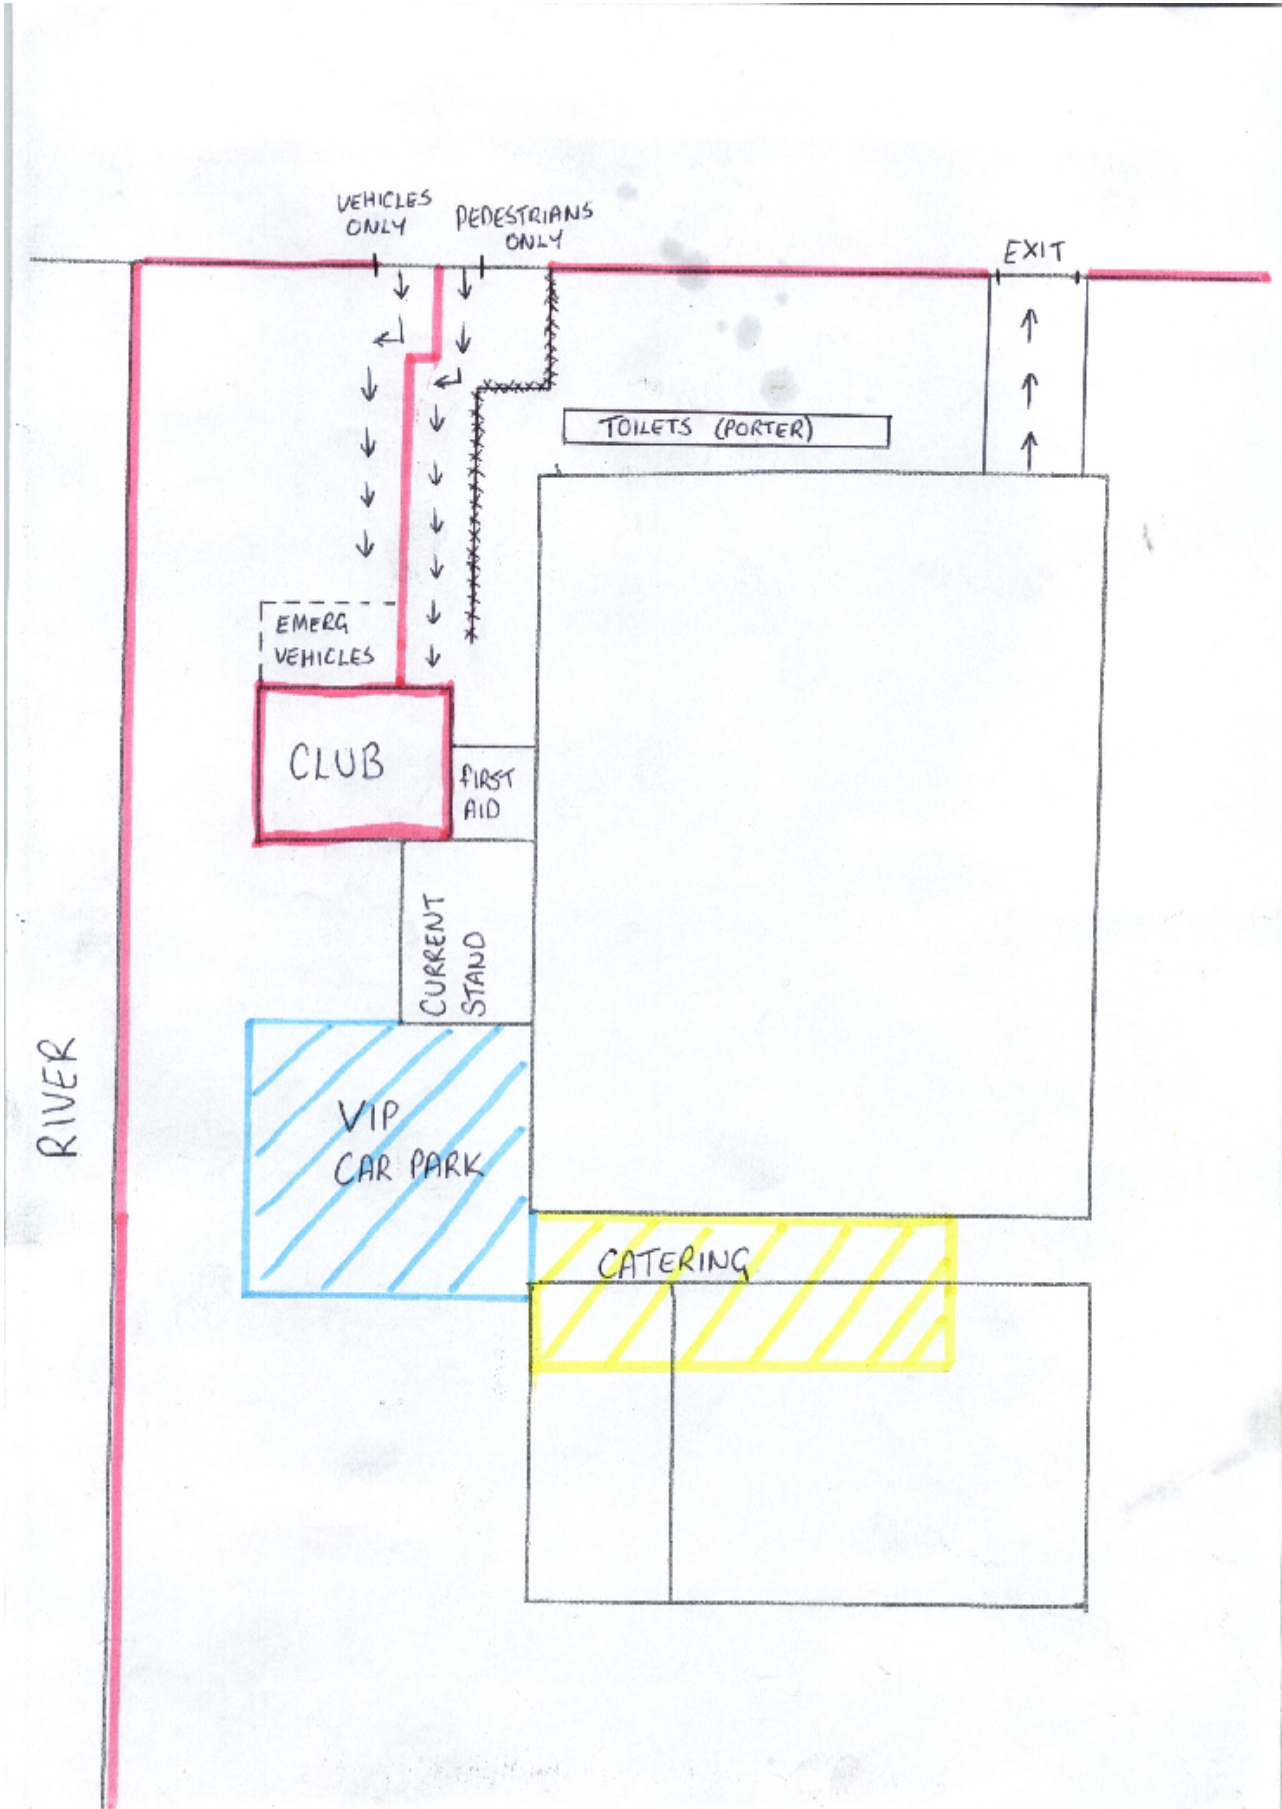 VEHICLES
ONLY
PEDESTRIANS
ONLY
EXIT
TOILETS (PORTER)
EMERG
VEHICLES
CLUB
FIRST
AID
CURRENT
STAND
RIVER
VIP
CAR PARK
CATERING